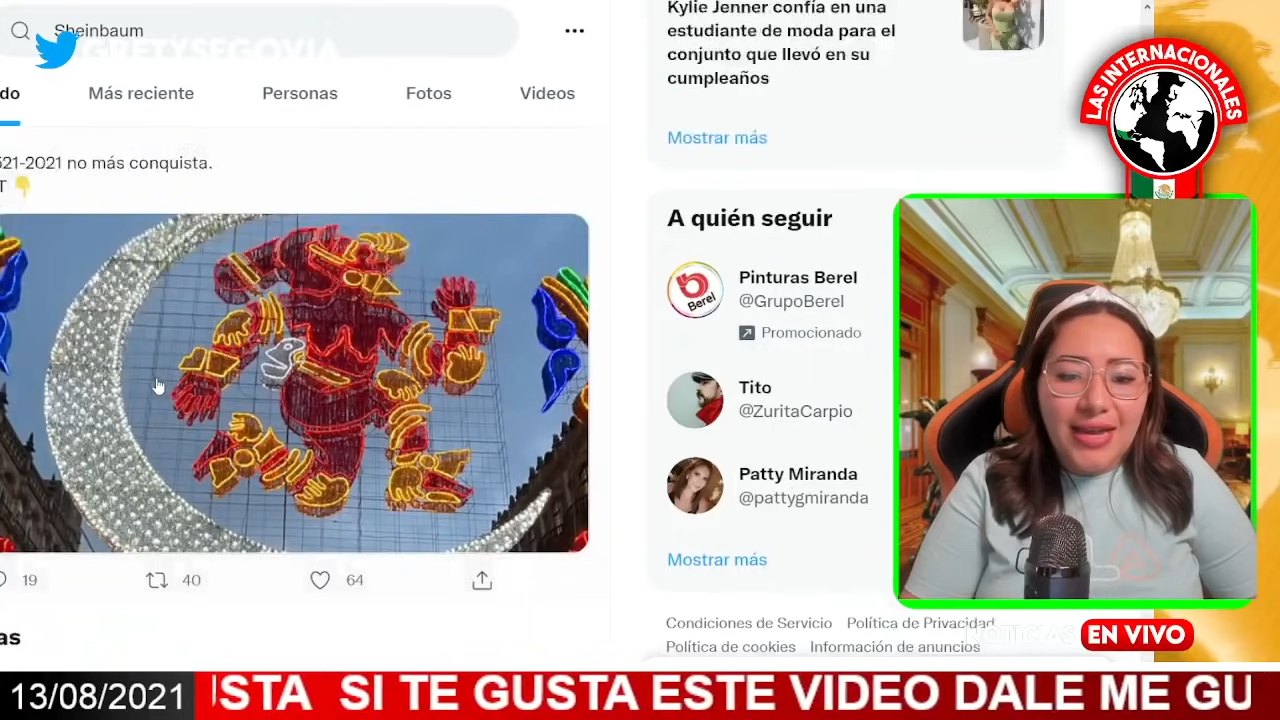 Sheinbaum
@GRETYSEGOVIA
do Más reciente Personas Fotos Videos
521-2021 no más conquista.
T 👇
19 40 64
as
Kylie Jenner confía en una
estudiante de moda para el
conjunto que llevó en su
cumpleaños
Mostrar más
A quién seguir
Berel
Pinturas Berel
@GrupoBerel
Promocionado
Tito
@ZuritaCarpio
Patty Miranda
@pattygmiranda
Mostrar más
Condiciones de Servicio Política de Privacidad
Política de cookies Información de anuncios
LAS INTERNACIONALES
NOTICIAS EN VIVO
13/08/2021 ISTA SI TE GUSTA ESTE VIDEO DALE ME GU